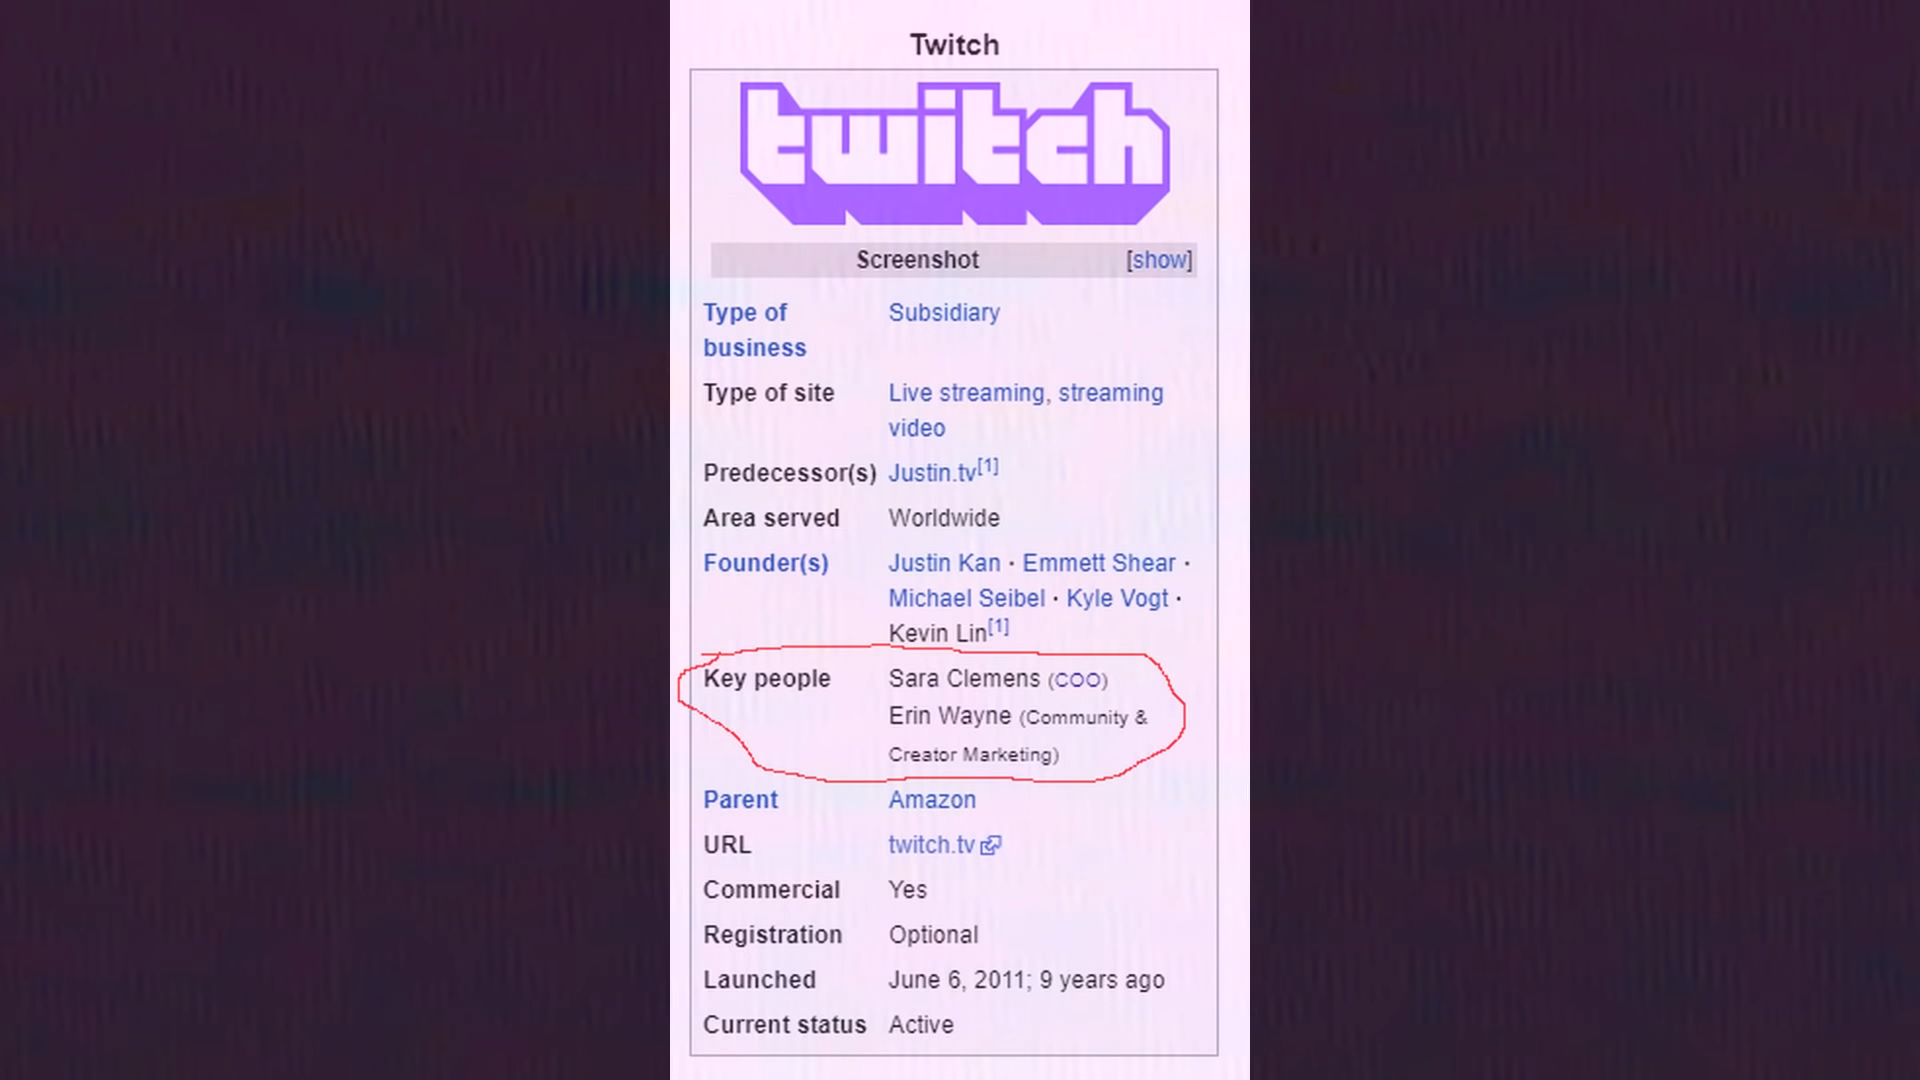 Twitch
twitch
Screenshot [show]
Type of business Subsidiary
Type of site Live streaming, streaming video
Predecessor(s) Justin.tv[1]
Area served Worldwide
Founder(s) Justin Kan · Emmett Shear ·
Michael Seibel · Kyle Vogt ·
Kevin Lin[1]
Key people Sara Clemens (COO)
Erin Wayne (Community &
Creator Marketing)
Parent Amazon
URL twitch.tv
Commercial Yes
Registration Optional
Launched June 6, 2011; 9 years ago
Current status Active